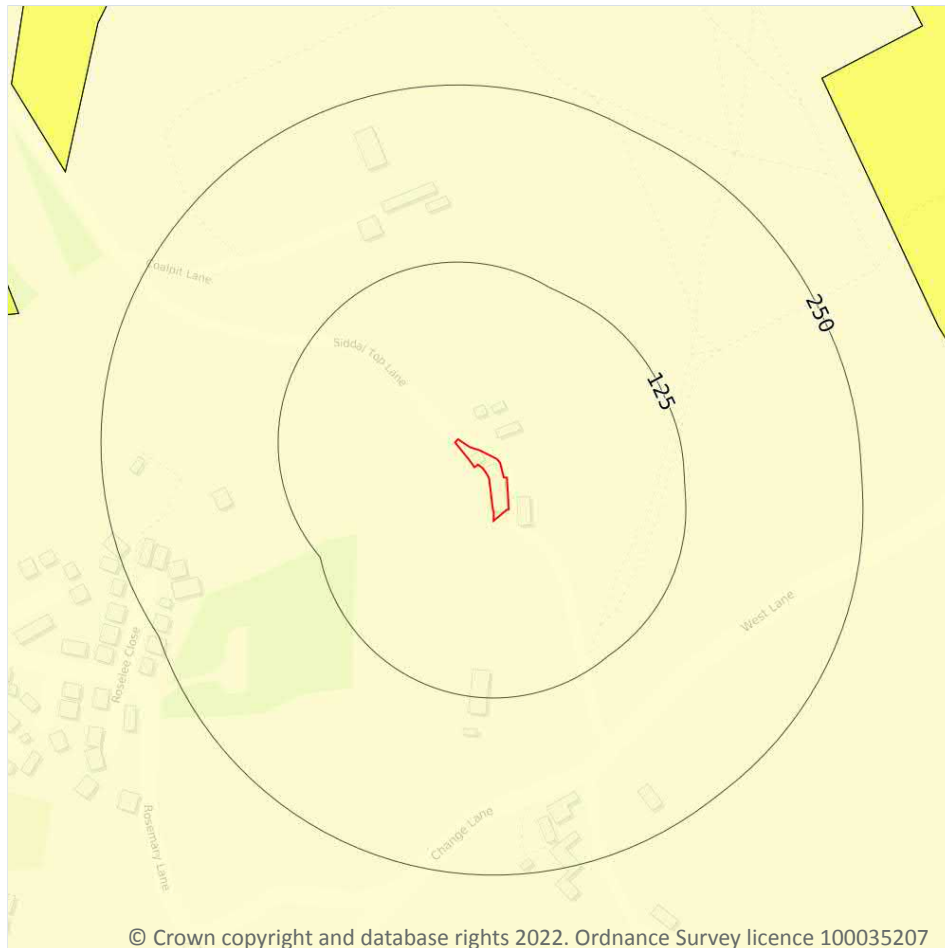 Coalpit Lane
250
Siddal Top Lane
125
West Lane
Roselee Close
Change Lane
Rosemary Lane
© Crown copyright and database rights 2022. Ordnance Survey licence 100035207